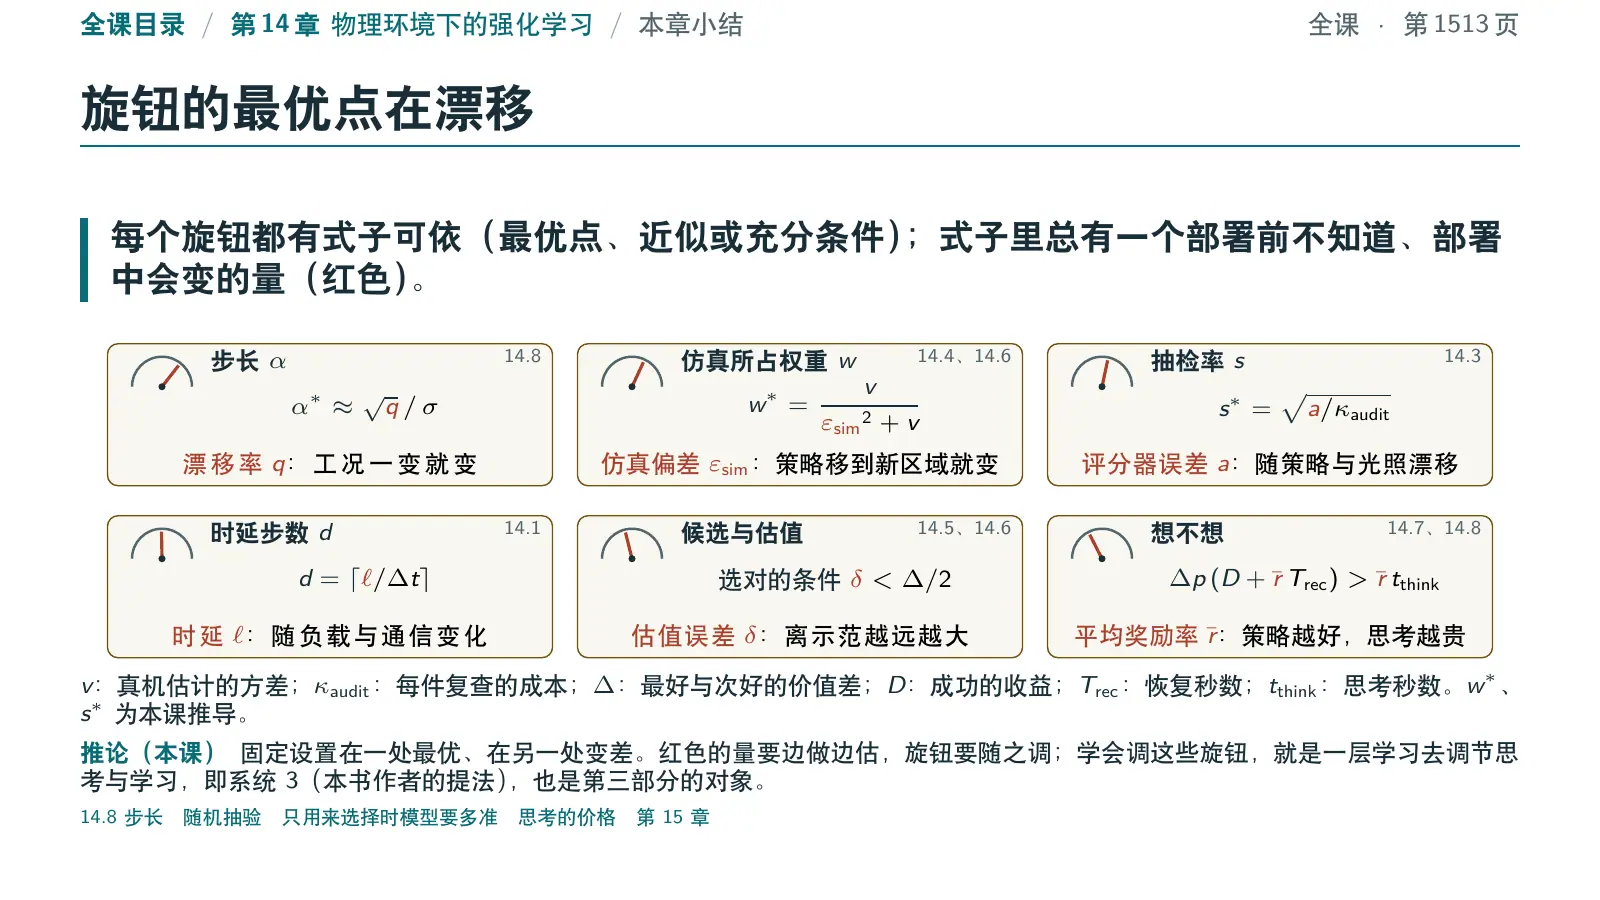 全课目录 / 第 14 章 物理环境下的强化学习 / 本章小结
全课 · 第 1513 页
旋钮的最优点在漂移
每个旋钮都有式子可依（最优点、近似或充分条件）；式子里总有一个部署前不知道、部署
中会变的量（红色）。
步长 α 14.8
α* ≈ √q / σ
漂移率 q： 工况一变就变
仿真所占权重 w 14.4、14.6
w* = v / (ε_sim² + v)
仿真偏差 ε_sim： 策略移到新区域就变
抽检率 s 14.3
s* = √(a/κ_audit)
评分器误差 a： 随策略与光照漂移
时延步数 d 14.1
d = ⌈ℓ/Δt⌉
时延 ℓ： 随负载与通信变化
候选与估值 14.5、14.6
选对的条件 δ < Δ/2
估值误差 δ： 离示范越远越大
想不想 14.7、14.8
Δp (D + r̄ T_rec) > r̄ t_think
平均奖励率 r̄： 策略越好，思考越贵
v：真机估计的方差；κ_audit：每件复查的成本；Δ：最好与次好的价值差；D：成功的收益；T_rec：恢复秒数；t_think：思考秒数。w*、
s* 为本课推导。
推论（本课） 固定设置在一处最优、在另一处变差。红色的量要边做边估，旋钮要随之调；学会调这些旋钮，就是一层学习去调节思
考与学习，即系统 3（本书作者的提法），也是第三部分的对象。
14.8 步长 随机抽验 只用来选择时模型要多准 思考的价格 第 15 章